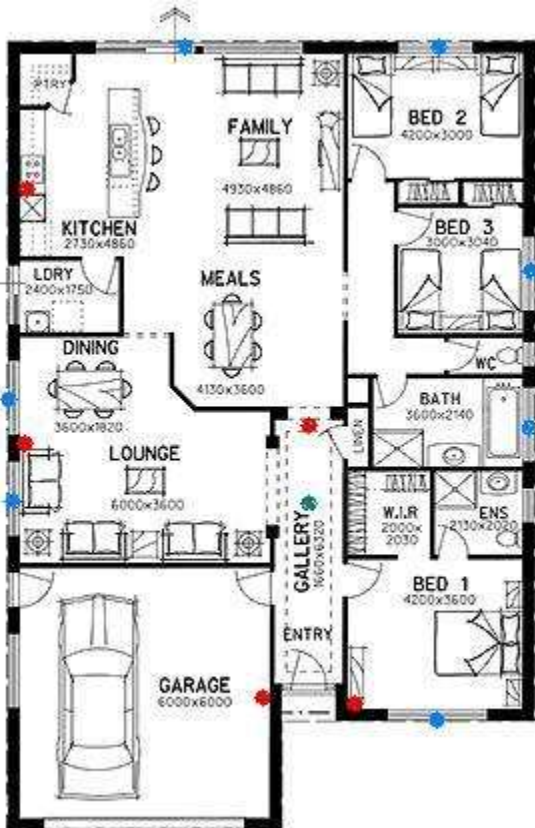 PTRY
FAMILY
4930x4860
BED 2
4200x3000
KITCHEN
2730x4860
BED 3
3000x3040
LDRY
2400x1750
MEALS
4130x3600
DINING
3600x1820
WC
BATH
3600x2140
LINEN
LOUNGE
6000x3600
GALLERY
1660x6320
W.I.R
2000x
2030
ENS
2130x2020
BED 1
4200x3600
ENTRY
GARAGE
6000x6000